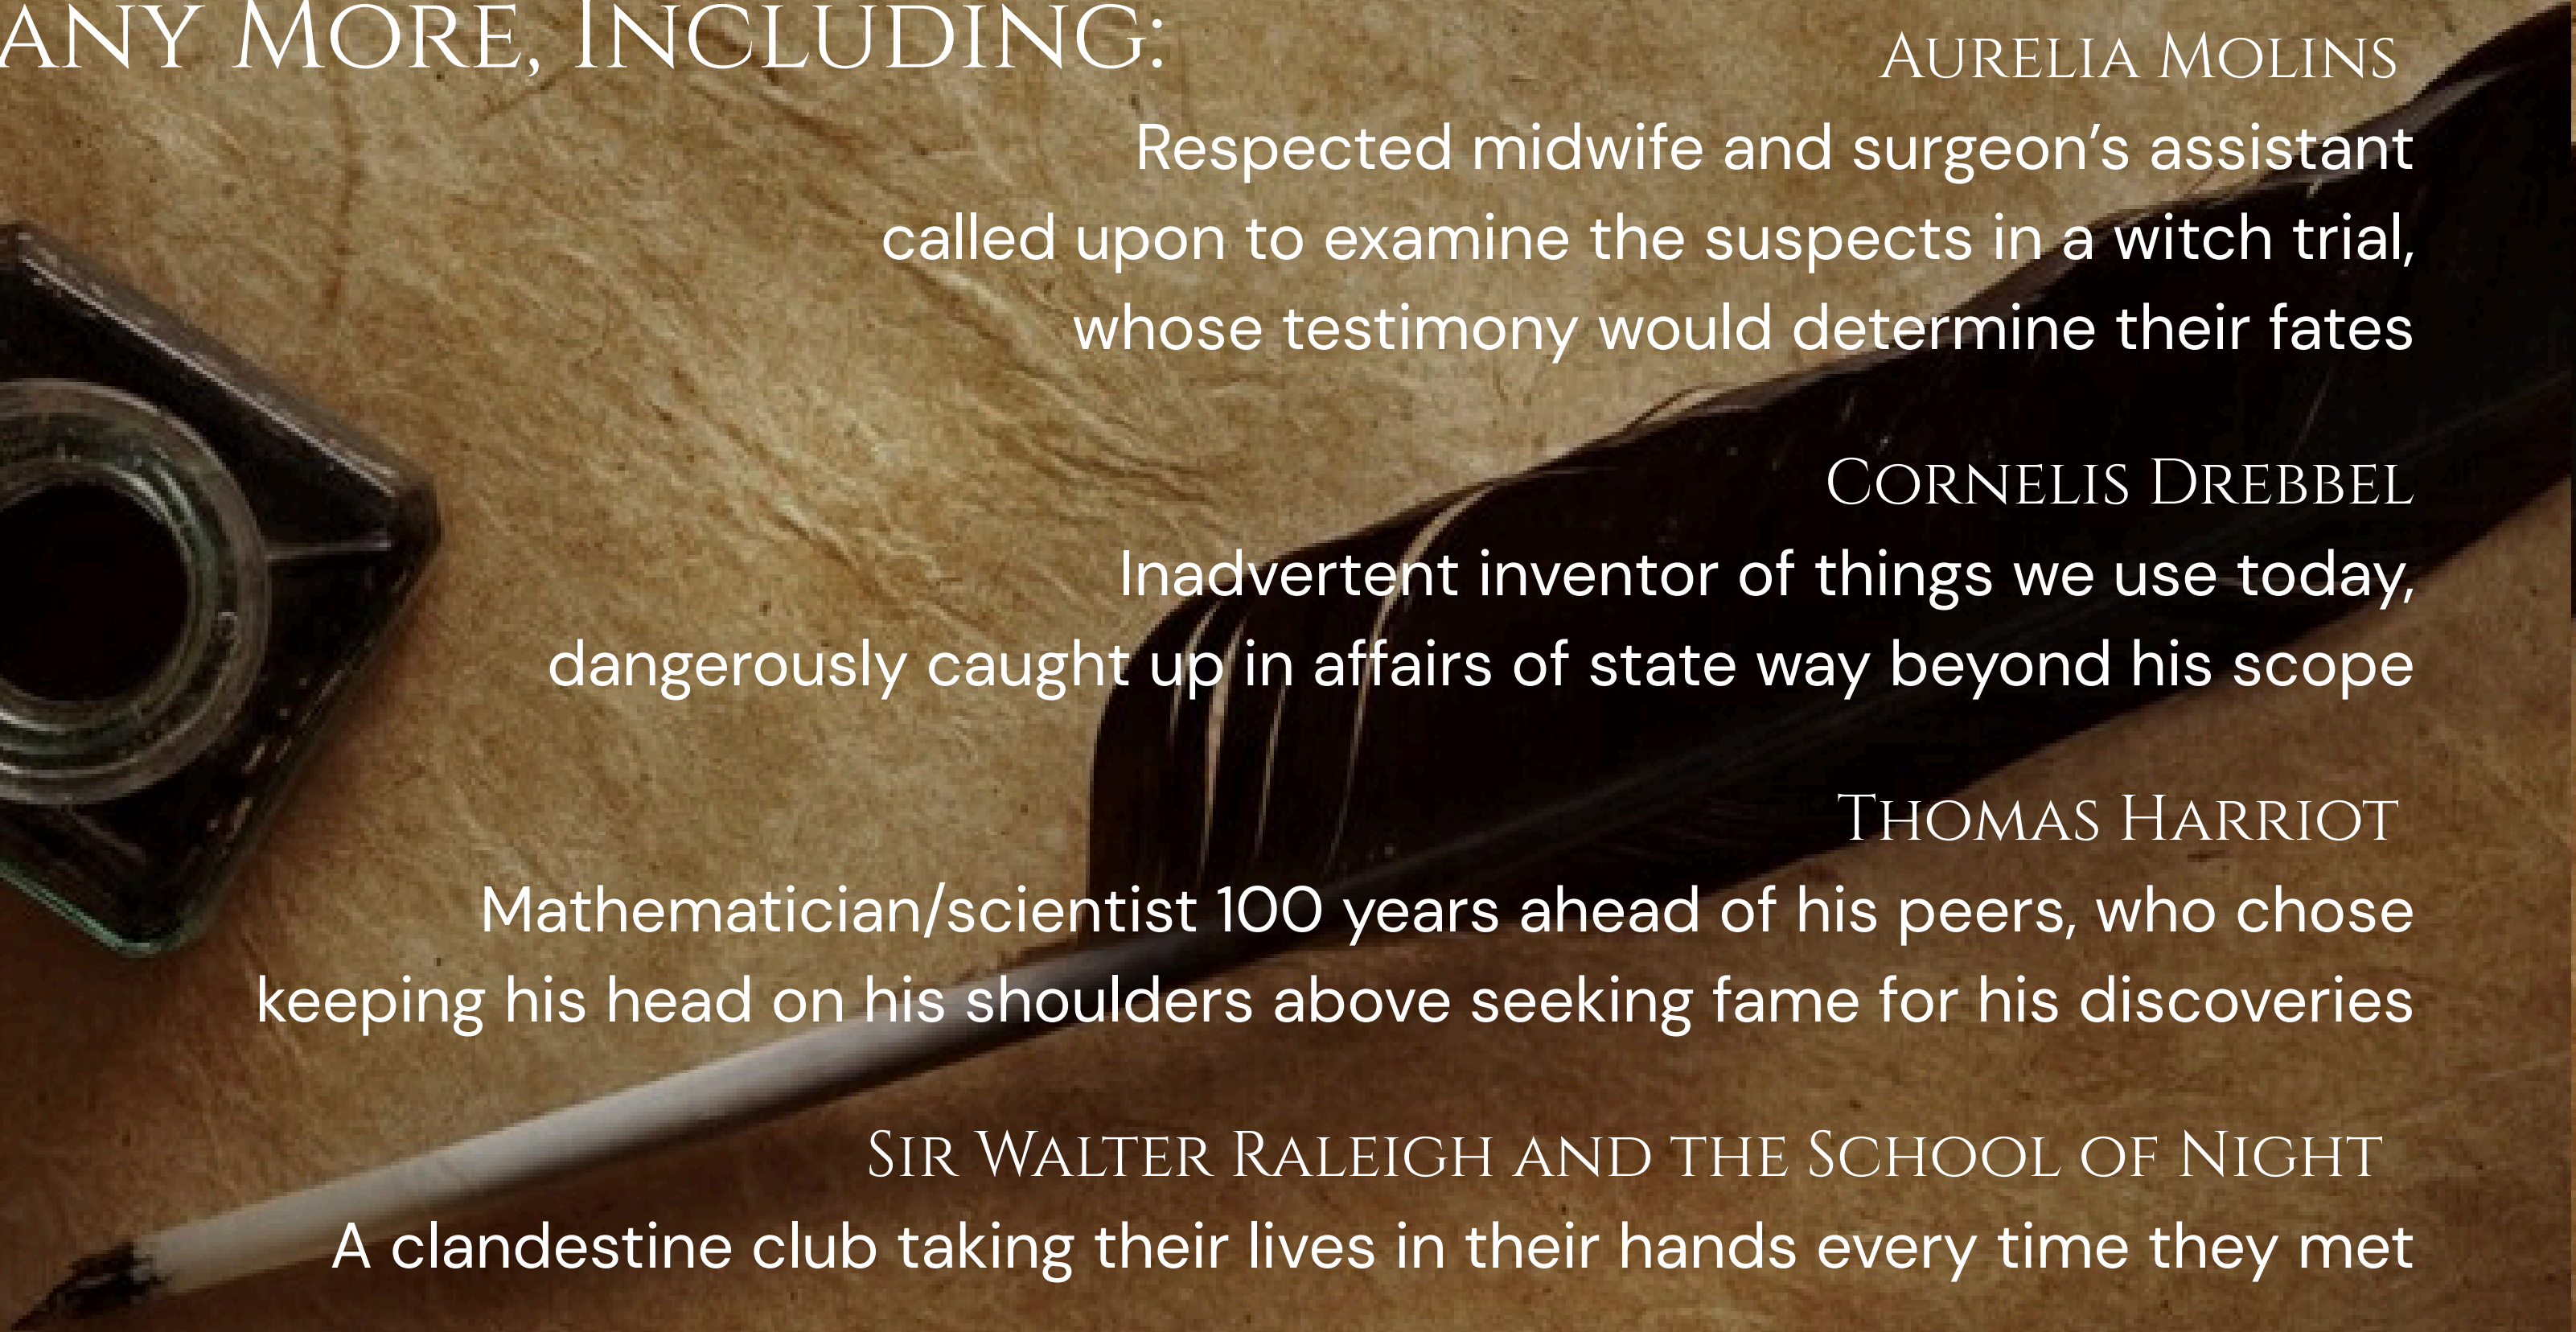 ANY MORE, INCLUDING:
AURELIA MOLINS
Respected midwife and surgeon’s assistant
called upon to examine the suspects in a witch trial,
whose testimony would determine their fates
CORNELIS DREBBEL
Inadvertent inventor of things we use today,
dangerously caught up in affairs of state way beyond his scope
THOMAS HARRIOT
Mathematician/scientist 100 years ahead of his peers, who chose
keeping his head on his shoulders above seeking fame for his discoveries
SIR WALTER RALEIGH AND THE SCHOOL OF NIGHT
A clandestine club taking their lives in their hands every time they met